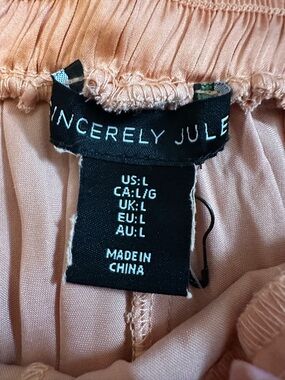 INCERELY JULE
US:L
CA:L/G
UK:L
EU:L
AU:L
MADE IN
CHINA